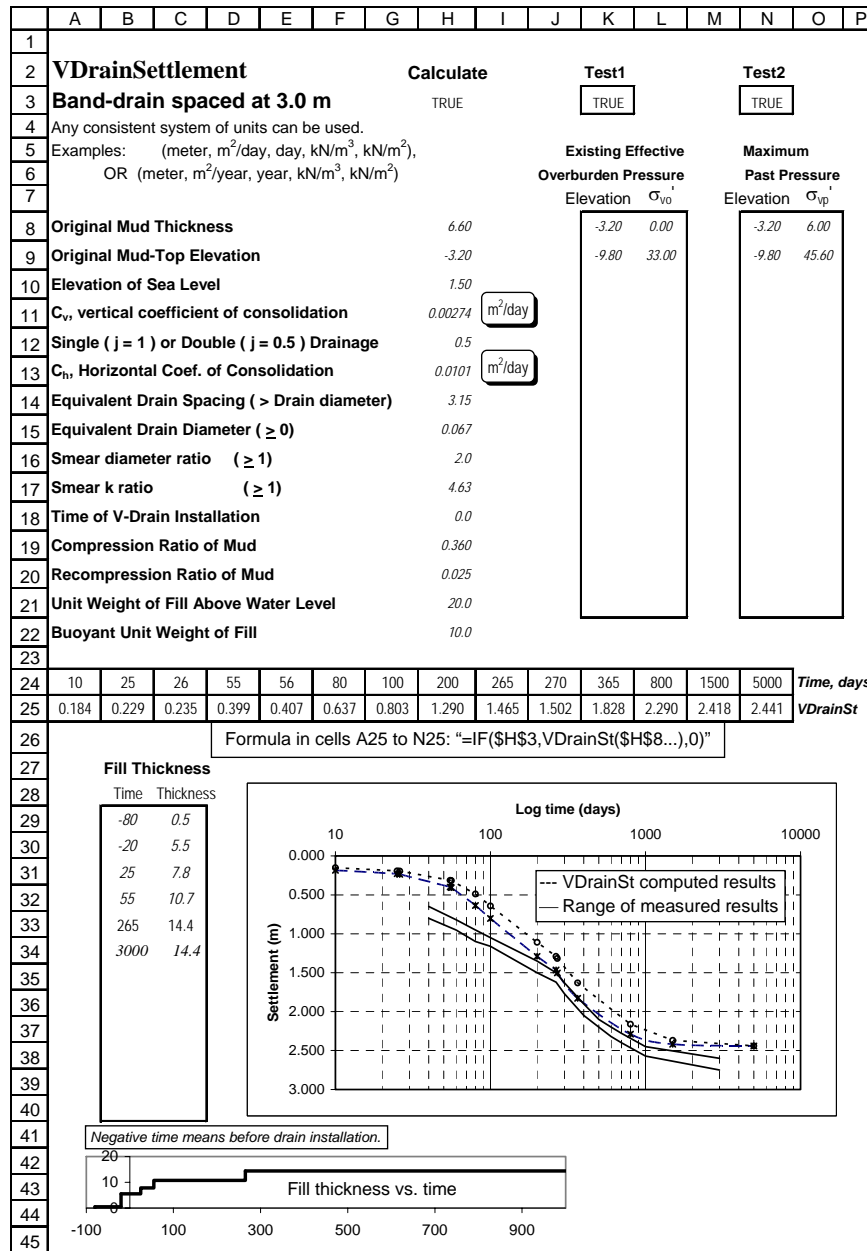 A B C D E F G H I J K L M N O P
1
2 VDrainSettlement Calculate Test1 Test2
3 Band-drain spaced at 3.0 m TRUE TRUE TRUE
4 Any consistent system of units can be used.
5 Examples: (meter, m²/day, day, kN/m³, kN/m²), Existing Effective Maximum
6 OR (meter, m²/year, year, kN/m³, kN/m²) Overburden Pressure Past Pressure
7 Elevation σvo' Elevation σvp'
8 Original Mud Thickness 6.60 -3.20 0.00 -3.20 6.00
9 Original Mud-Top Elevation -3.20 -9.80 33.00 -9.80 45.60
10 Elevation of Sea Level 1.50
11 Cv, vertical coefficient of consolidation 0.00274 m²/day
12 Single ( j = 1 ) or Double ( j = 0.5 ) Drainage 0.5
13 Ch, Horizontal Coef. of Consolidation 0.0101 m²/day
14 Equivalent Drain Spacing ( > Drain diameter) 3.15
15 Equivalent Drain Diameter ( ≥ 0) 0.067
16 Smear diameter ratio ( ≥ 1) 2.0
17 Smear k ratio ( ≥ 1) 4.63
18 Time of V-Drain Installation 0.0
19 Compression Ratio of Mud 0.360
20 Recompression Ratio of Mud 0.025
21 Unit Weight of Fill Above Water Level 20.0
22 Buoyant Unit Weight of Fill 10.0
23
24 10 25 26 55 56 80 100 200 265 270 365 800 1500 5000 Time, days
25 0.184 0.229 0.235 0.399 0.407 0.637 0.803 1.290 1.465 1.502 1.828 2.290 2.418 2.441 VDrainSt
26 Formula in cells A25 to N25: “=IF($H$3,VDrainSt($H$8...),0)”
27 Fill Thickness
28 Time Thickness
29 -80 0.5
30 -20 5.5
31 25 7.8
32 55 10.7
33 265 14.4
34 3000 14.4
35
36
37
38
39
40
Log time (days)
10 100 1000 10000
0.000
0.500
1.000
1.500
2.000
2.500
3.000
Settlement (m)
VDrainSt computed results
Range of measured results
41 Negative time means before drain installation.
42 20
43 10 Fill thickness vs. time
44 0
45 -100 100 300 500 700 900